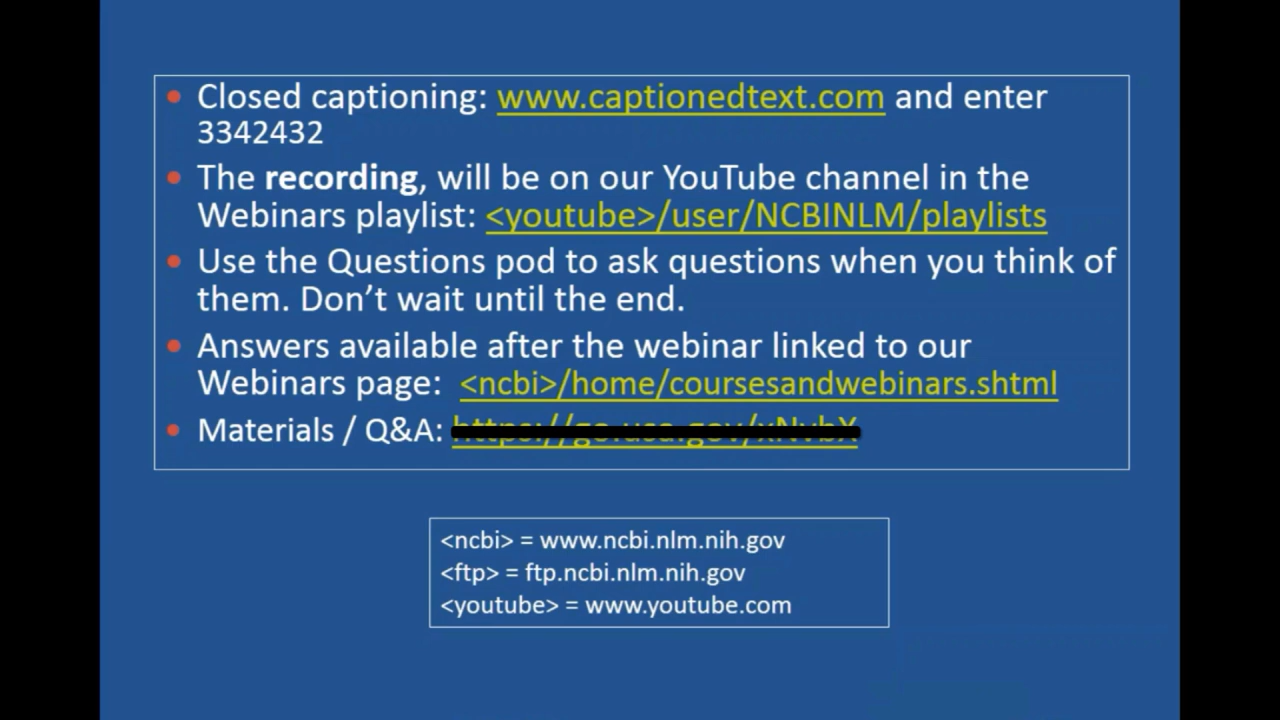 Closed captioning: www.captionedtext.com and enter
3342432
The recording, will be on our YouTube channel in the
Webinars playlist: <youtube>/user/NCBINLM/playlists
Use the Questions pod to ask questions when you think of
them. Don’t wait until the end.
Answers available after the webinar linked to our
Webinars page: <ncbi>/home/coursesandwebinars.shtml
Materials / Q&A:
<ncbi> = www.ncbi.nlm.nih.gov
<ftp> = ftp.ncbi.nlm.nih.gov
<youtube> = www.youtube.com